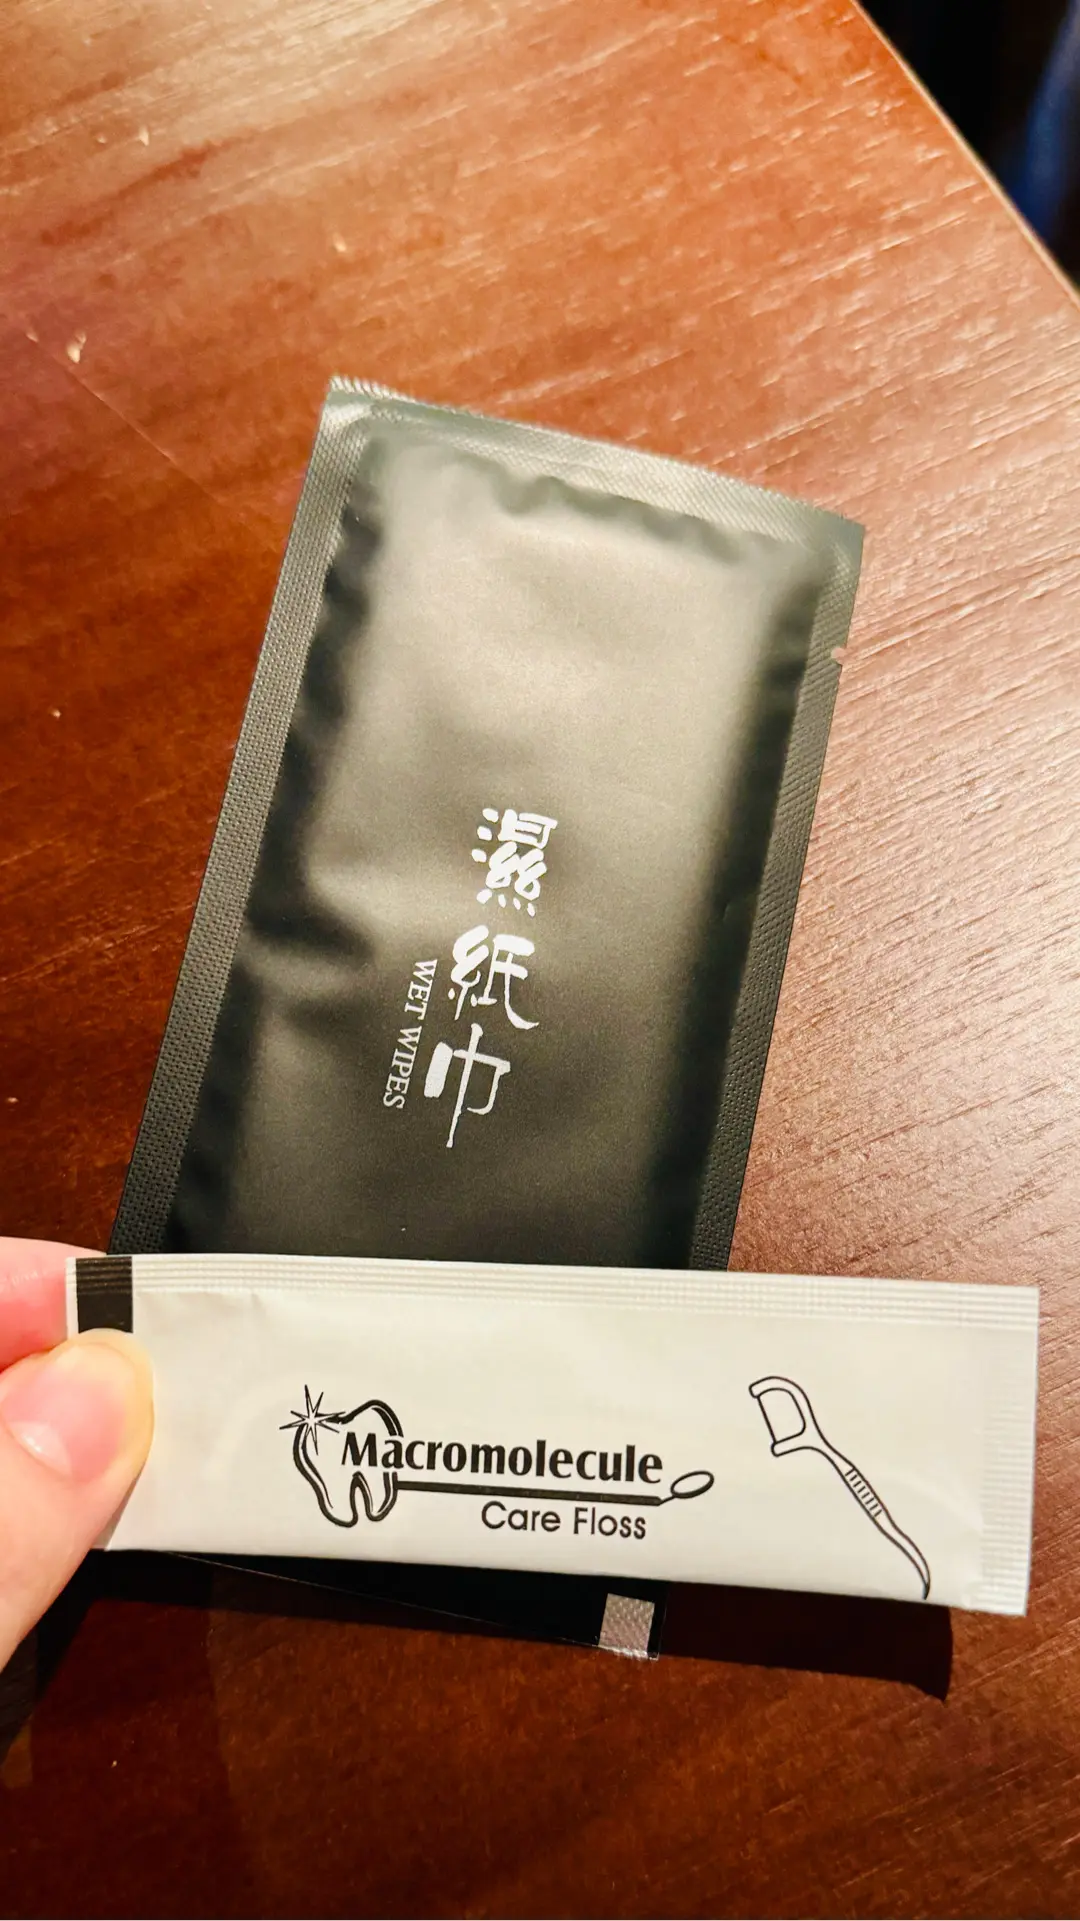 濕紙巾
WET WIPES
Macromolecule
Care Floss